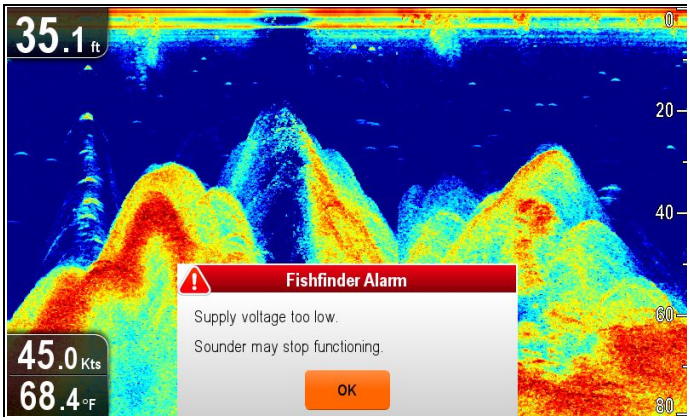 35.1 ft
0
20
40
60
80
Fishfinder Alarm
Supply voltage too low.
Sounder may stop functioning.
OK
45.0 Kts
68.4 °F